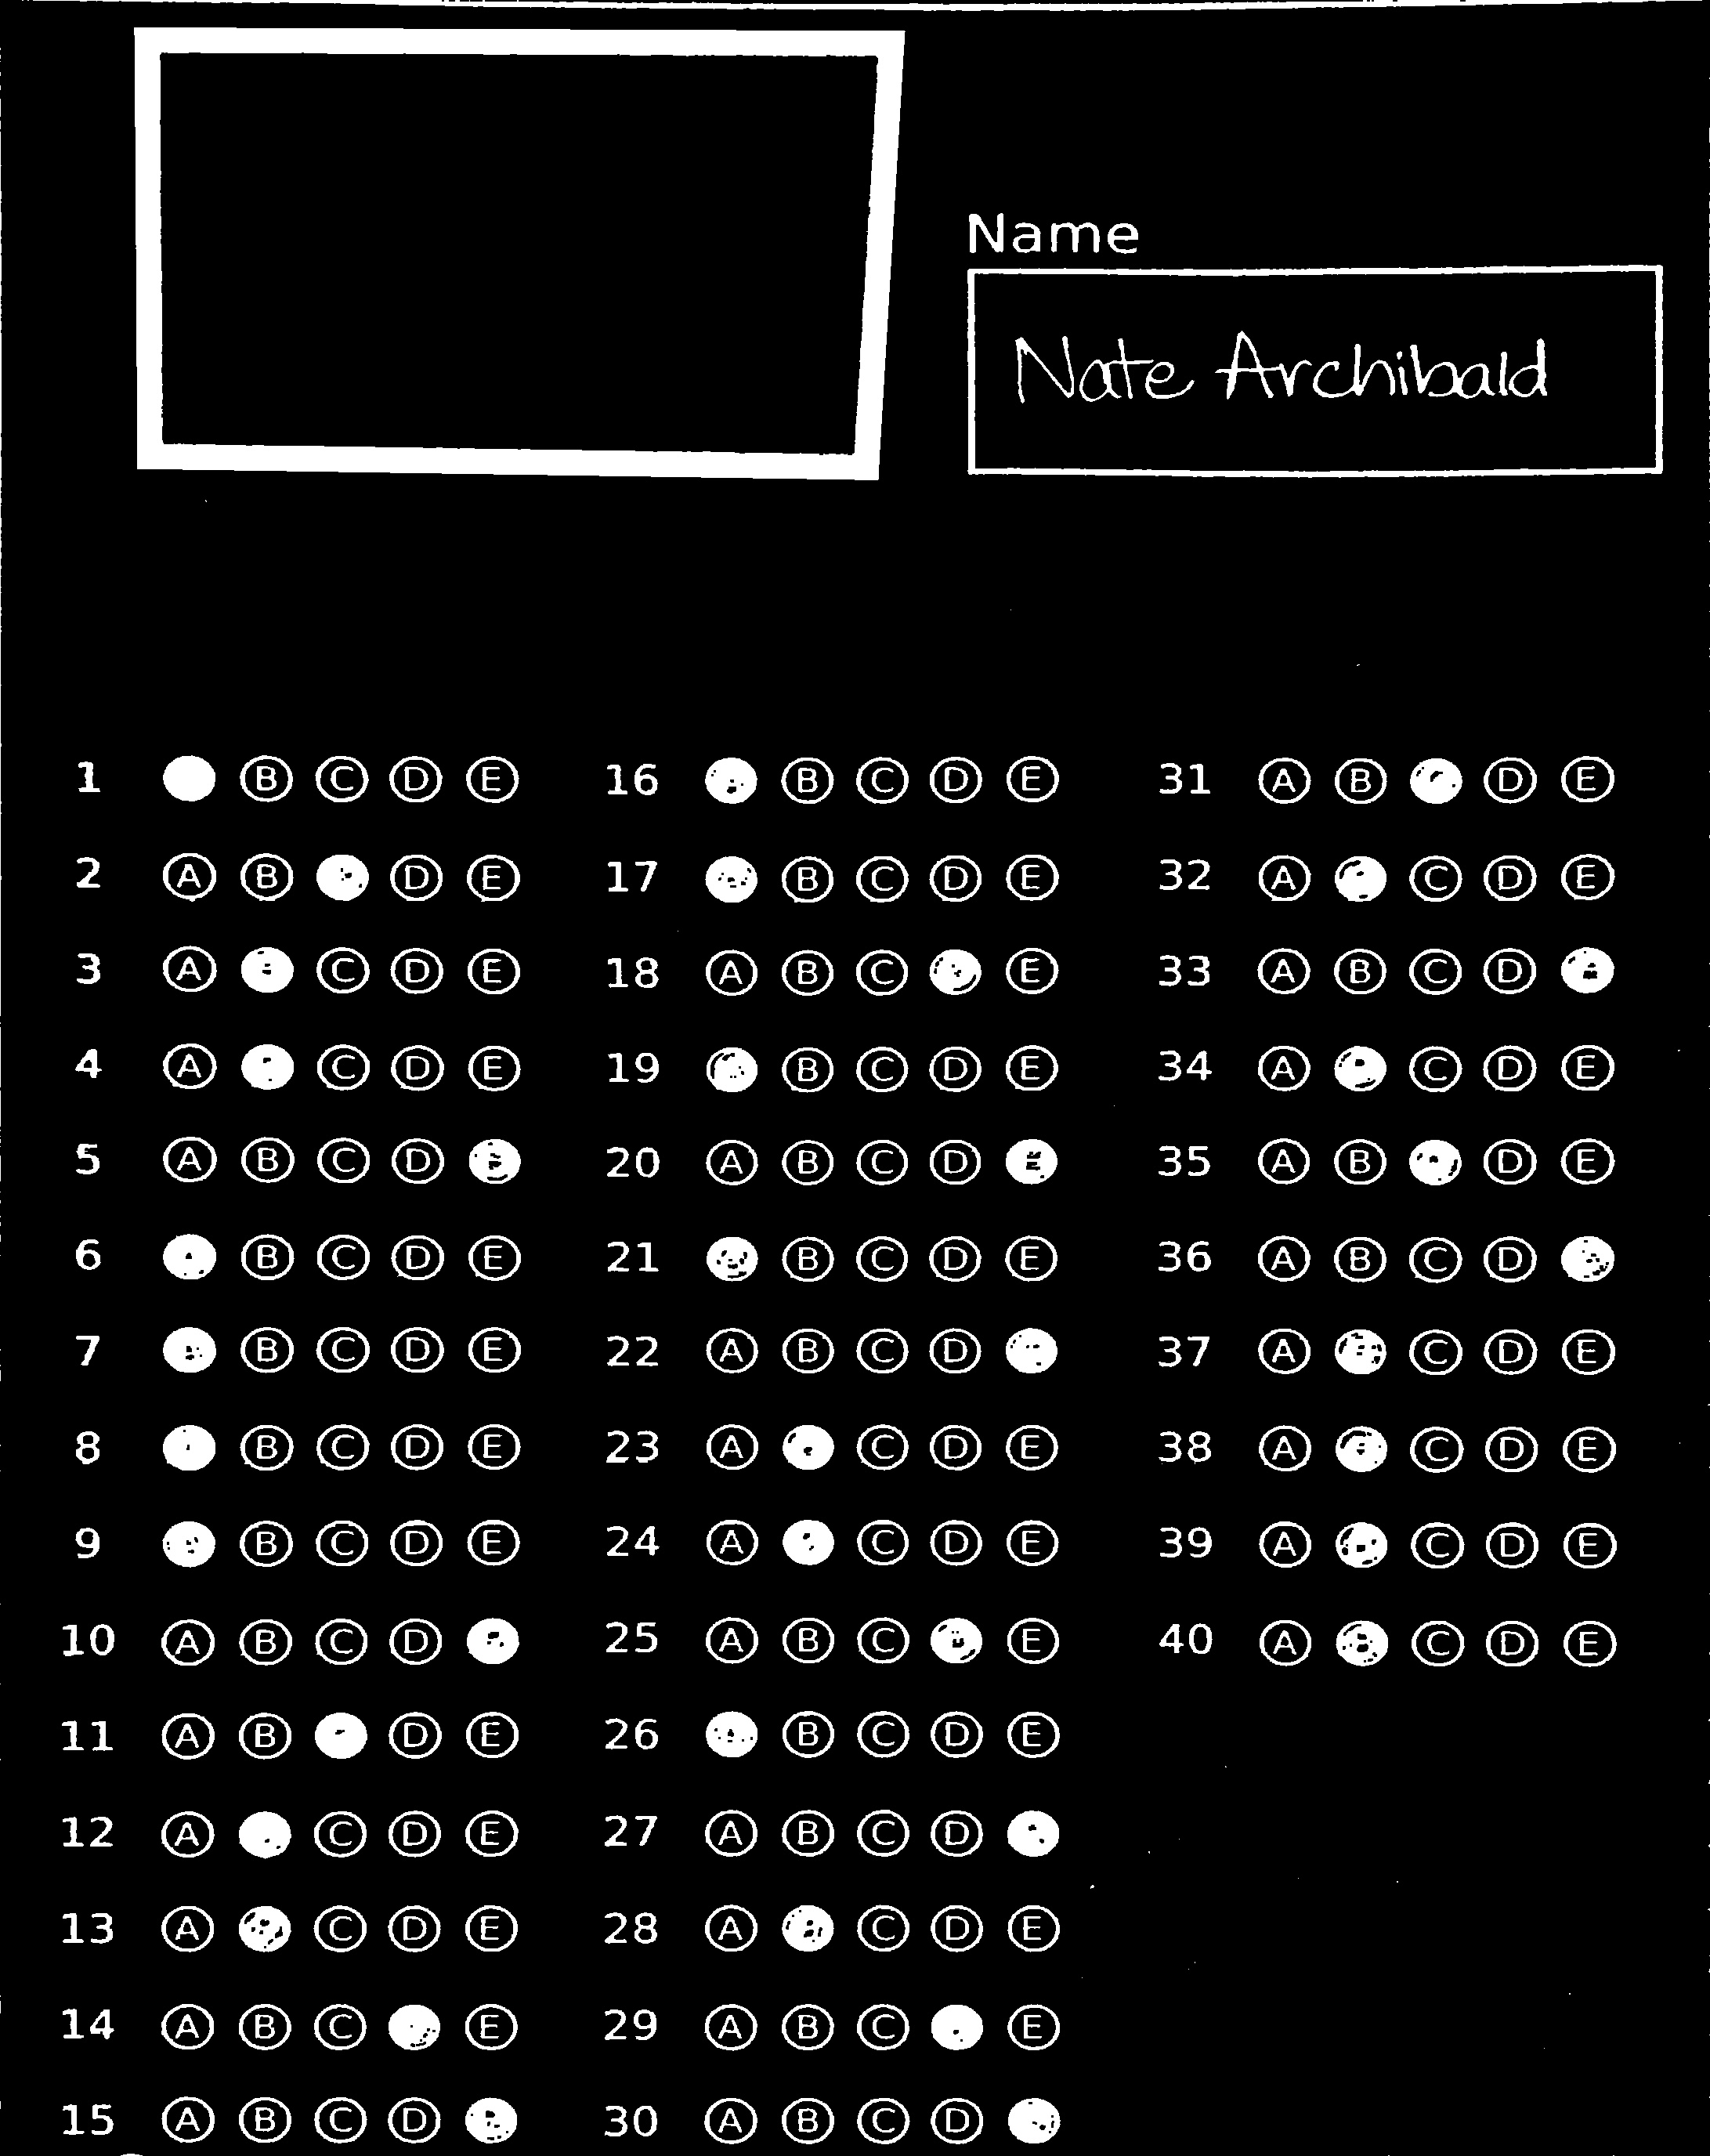 Name
Nate Archibald
1 B C D E 16 B C D E 31 A B D E
2 A B D E 17 B C D E 32 A C D E
3 A C D E 18 A B C E 33 A B C D
4 A C D E 19 B C D E 34 A C D E
5 A B C D E 20 A B C D E 35 A B D E
6 B C D E 21 B C D E 36 A B C D
7 B C D E 22 A B C D 37 A C D E
8 B C D E 23 A C D E 38 A C D E
9 B C D E 24 A C D E 39 A C D E
10 A B C D 25 A B C E 40 A B C D E
11 A B D E 26 B C D E
12 A C D E 27 A B C D
13 A C D E 28 A C D E
14 A B C E 29 A B C E
15 A B C D 30 A B C D